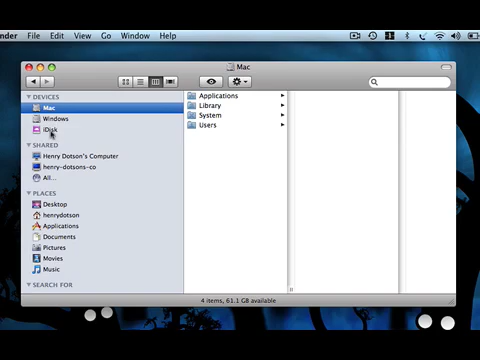 nder File Edit View Go Window Help
Mac
DEVICES
Mac
Windows
iDisk
SHARED
Henry Dotson's Computer
henry-dotsons-co
All...
PLACES
Desktop
henrydotson
Applications
Documents
Pictures
Movies
Music
SEARCH FOR
Applications
Library
System
Users
4 items, 61.1 GB available